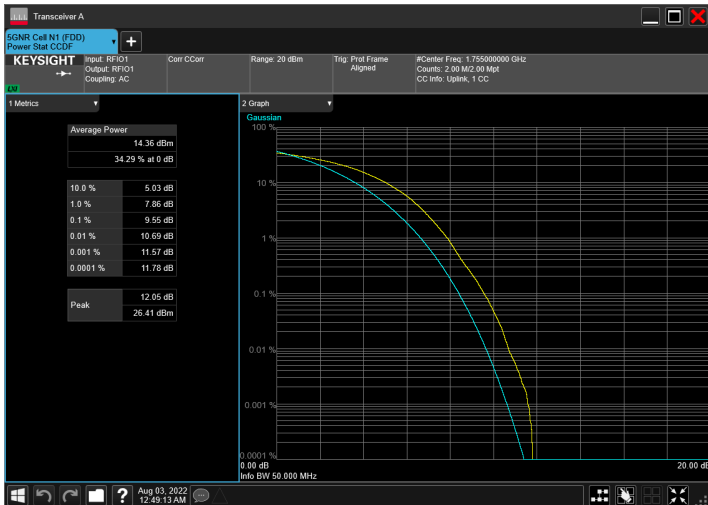 Transceiver A
5GNR Cell N1 (FDD)
Power Stat CCDF
KEYSIGHT
Input: RFIO1
Output: RFIO1
Coupling: AC
Corr CCorr
Range: 20 dBm
Trig: Prot Frame
Aligned
#Center Freq: 1.755000000 GHz
Counts: 2.00 M/2.00 Mpt
CC Info: Uplink, 1 CC
1 Metrics
Average Power
14.36 dBm
34.29 % at 0 dB
10.0 % 5.03 dB
1.0 % 7.86 dB
0.1 % 9.55 dB
0.01 % 10.69 dB
0.001 % 11.57 dB
0.0001 % 11.78 dB
Peak
12.05 dB
26.41 dBm
2 Graph
Gaussian
100 %
10 %
1 %
0.1 %
0.01 %
0.001 %
0.0001 %
0.00 dB
20.00 dB
Info BW 50.000 MHz
Aug 03, 2022
12:49:13 AM